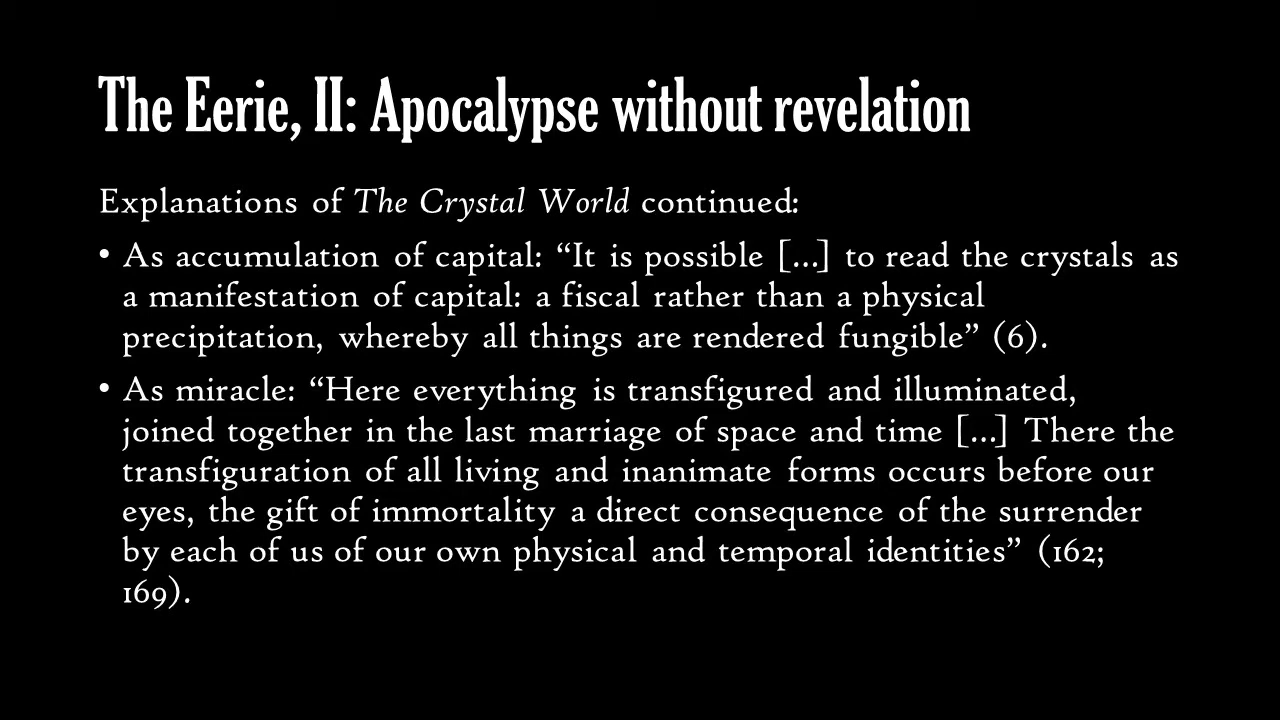 The Eerie, II: Apocalypse without revelation
Explanations of The Crystal World continued:
• As accumulation of capital: “It is possible […] to read the crystals as
a manifestation of capital: a fiscal rather than a physical
precipitation, whereby all things are rendered fungible” (6).
• As miracle: “Here everything is transfigured and illuminated,
joined together in the last marriage of space and time […] There the
transfiguration of all living and inanimate forms occurs before our
eyes, the gift of immortality a direct consequence of the surrender
by each of us of our own physical and temporal identities” (162;
169).